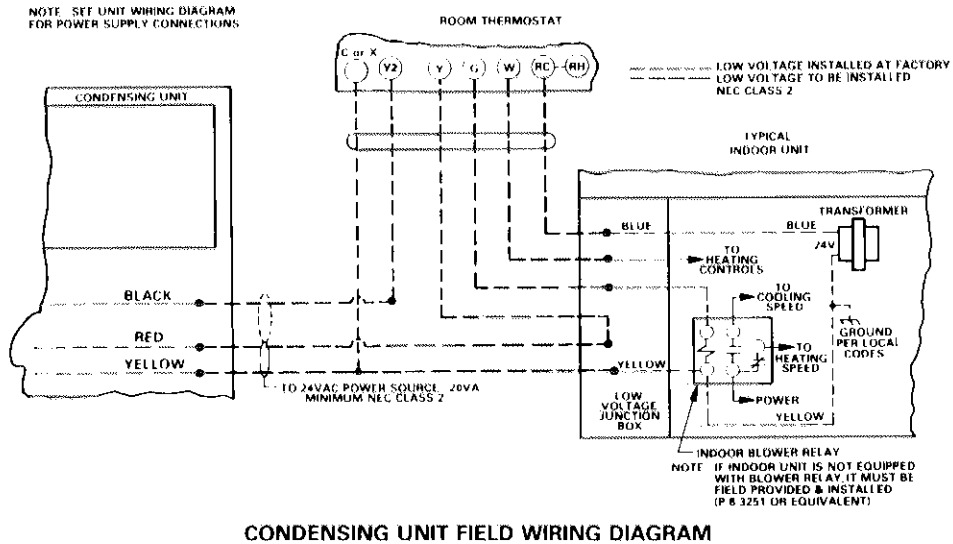 NOTE SEE UNIT WIRING DIAGRAM
FOR POWER SUPPLY CONNECTIONS
ROOM THERMOSTAT
C or X
Y2
Y
G
W
RC
RH
LOW VOLTAGE INSTALLED AT FACTORY
LOW VOLTAGE TO BE INSTALLED
NEC CLASS 2
CONDENSING UNIT
TYPICAL
INDOOR UNIT
BLUE
BLUE
TRANSFORMER
24V
TO
HEATING
CONTROLS
BLACK
TO
COOLING
SPEED
RED
GROUND
PER LOCAL
CODES
TO
HEATING
SPEED
YELLOW
YELLOW
TO 24VAC POWER SOURCE, 20VA
MINIMUM NEC CLASS 2
LOW
VOLTAGE
JUNCTION
BOX
POWER
YELLOW
INDOOR BLOWER RELAY
NOTE IF INDOOR UNIT IS NOT EQUIPPED
WITH BLOWER RELAY, IT MUST BE
FIELD PROVIDED & INSTALLED
(P 8 3251 OR EQUIVALENT)
CONDENSING UNIT FIELD WIRING DIAGRAM